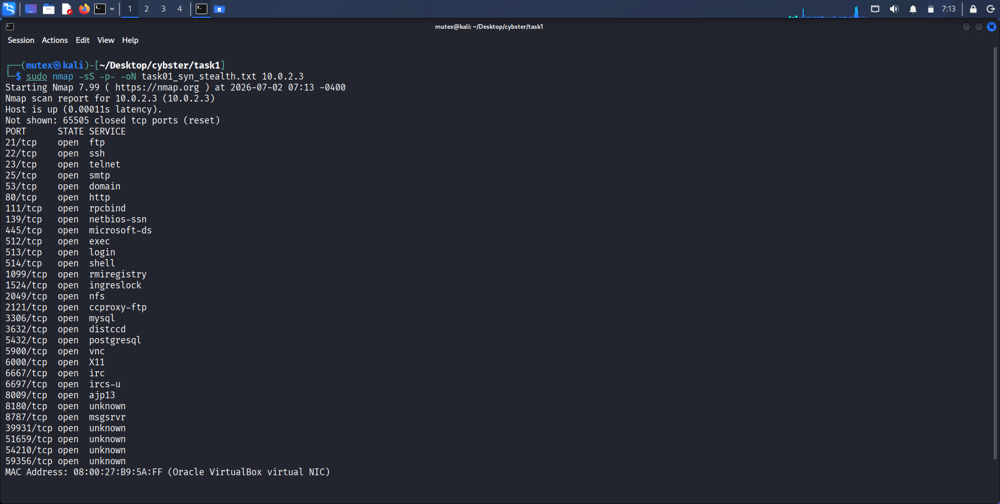 1 2 3 4
7:13
mutex@kali: ~/Desktop/cybster/task1
Session Actions Edit View Help
┌──(mutex㉿kali)-[~/Desktop/cybster/task1]
└─$ sudo nmap -sS -p- -oN task01_syn_stealth.txt 10.0.2.3
Starting Nmap 7.99 ( https://nmap.org ) at 2026-07-02 07:13 -0400
Nmap scan report for 10.0.2.3 (10.0.2.3)
Host is up (0.00011s latency).
Not shown: 65505 closed tcp ports (reset)
PORT      STATE SERVICE
21/tcp    open  ftp
22/tcp    open  ssh
23/tcp    open  telnet
25/tcp    open  smtp
53/tcp    open  domain
80/tcp    open  http
111/tcp   open  rpcbind
139/tcp   open  netbios-ssn
445/tcp   open  microsoft-ds
512/tcp   open  exec
513/tcp   open  login
514/tcp   open  shell
1099/tcp  open  rmiregistry
1524/tcp  open  ingreslock
2049/tcp  open  nfs
2121/tcp  open  ccproxy-ftp
3306/tcp  open  mysql
3632/tcp  open  distccd
5432/tcp  open  postgresql
5900/tcp  open  vnc
6000/tcp  open  X11
6667/tcp  open  irc
6697/tcp  open  ircs-u
8009/tcp  open  ajp13
8180/tcp  open  unknown
8787/tcp  open  msgsrvr
39931/tcp open  unknown
51659/tcp open  unknown
54210/tcp open  unknown
59356/tcp open  unknown
MAC Address: 08:00:27:B9:5A:FF (Oracle VirtualBox virtual NIC)